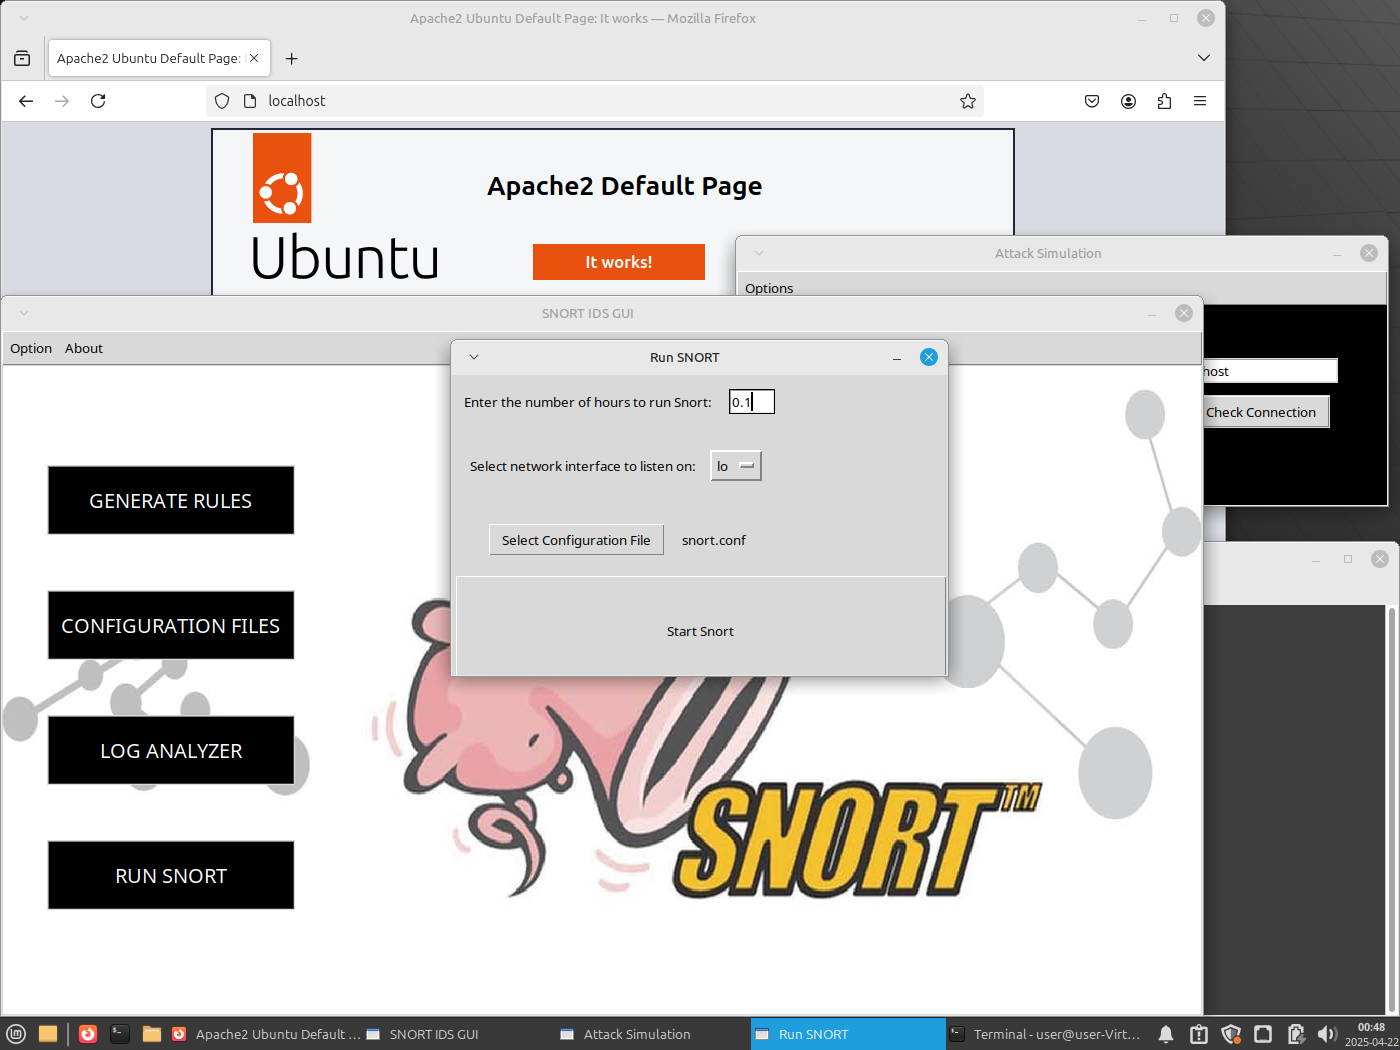 Apache2 Ubuntu Default Page: It works — Mozilla Firefox
Apache2 Ubuntu Default Page:
localhost
Apache2 Default Page
Ubuntu
It works!
Attack Simulation
Options
host
Check Connection
SNORT IDS GUI
Option About
Run SNORT
Enter the number of hours to run Snort: 0.1
Select network interface to listen on: lo
Select Configuration File snort.conf
Start Snort
GENERATE RULES
CONFIGURATION FILES
LOG ANALYZER
RUN SNORT
SNORT TM
Apache2 Ubuntu Default ... SNORT IDS GUI Attack Simulation Run SNORT Terminal - user@user-Virt... 00:48
2025-04-22